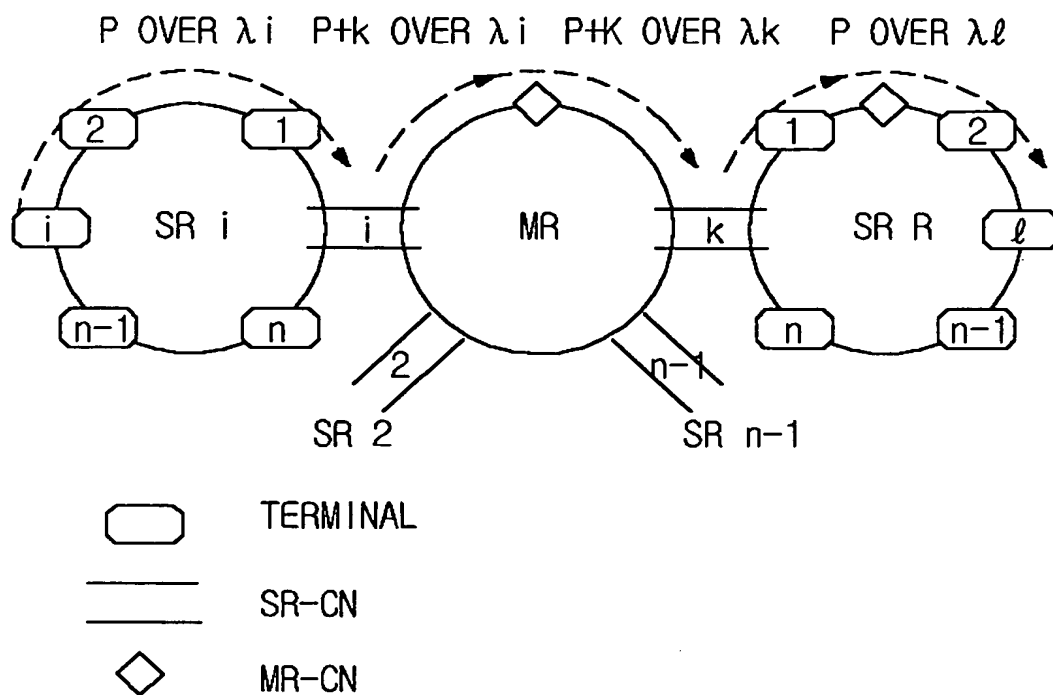 P OVER λi P+k OVER λi P+K OVER λk P OVER λℓ
2 1 1 2
i SR i i MR k SR R ℓ
n-1 n n n-1
2 n-1
SR 2 SR n-1
TERMINAL
SR-CN
MR-CN